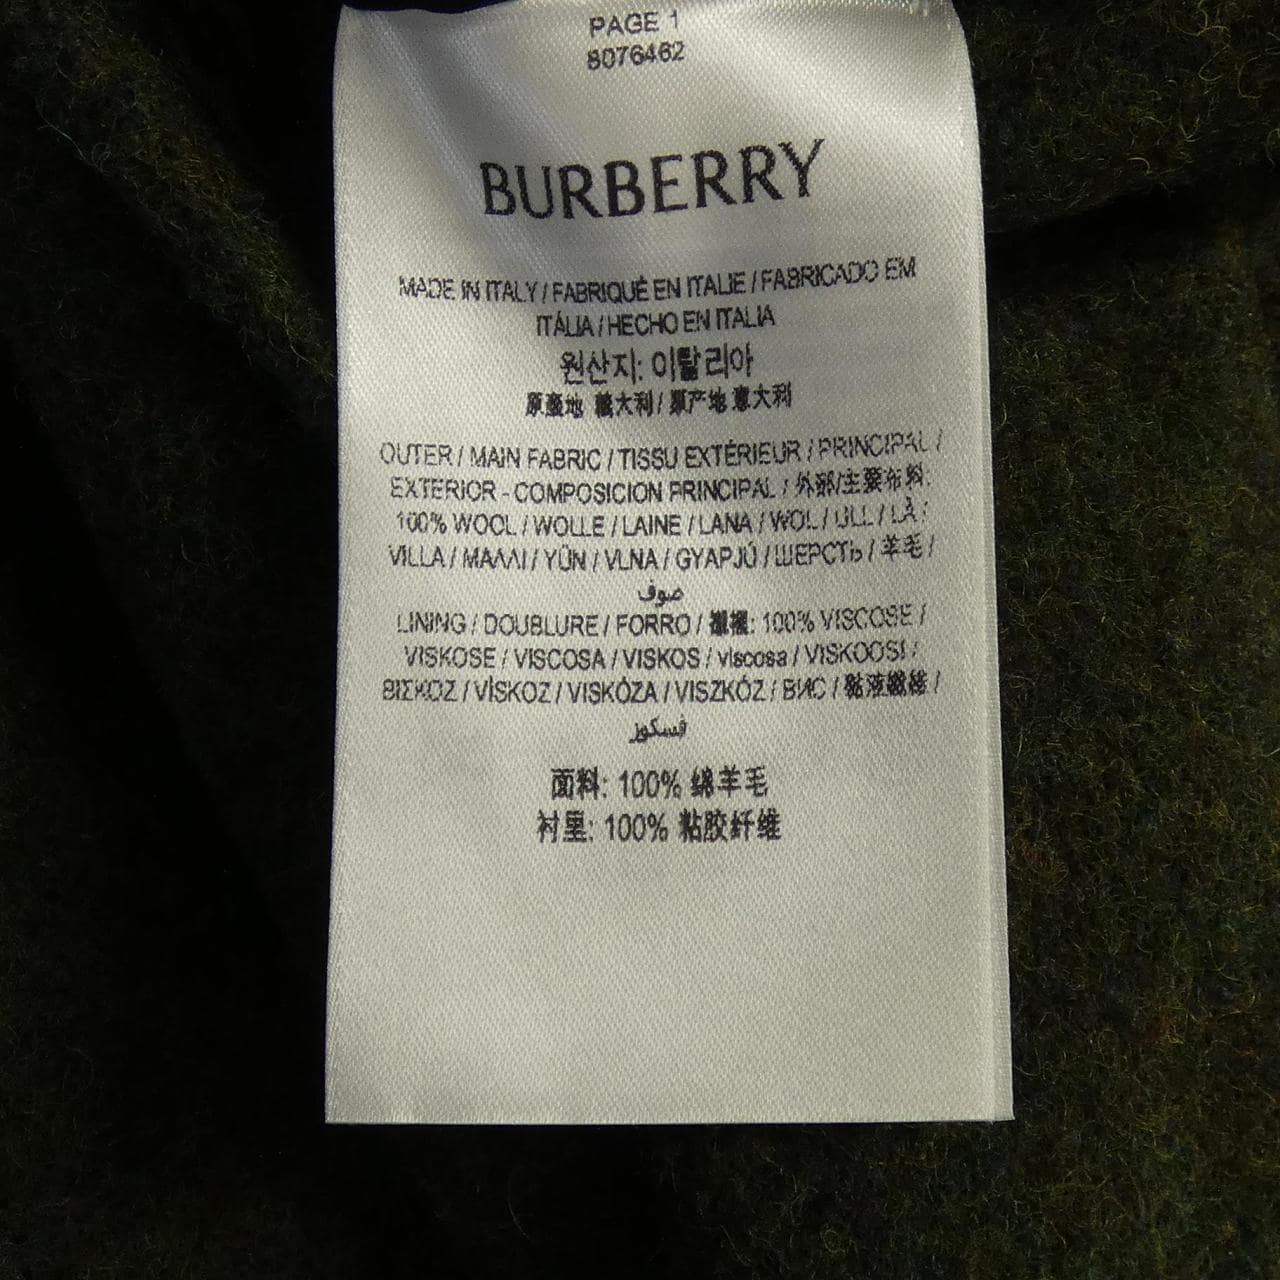 PAGE 1
8076462
BURBERRY
MADE IN ITALY / FABRIQUÉ EN ITALIE / FABRICADO EM
ITÁLIA / HECHO EN ITALIA
원산지: 이탈리아
原產地 義大利 / 原产地 意大利
OUTER / MAIN FABRIC / TISSU EXTÉRIEUR / PRINCIPAL /
EXTERIOR - COMPOSICION PRINCIPAL / 外部/主要布料:
100% WOOL / WOLLE / LAINE / LANA / WOL / ULL / LÃ /
VILLA / ΜΑΛΛΙ / YÜN / VLNA / GYAPJÚ / ШЕРСТЬ / 羊毛 /
صوف
LINING / DOUBLURE / FORRO / 襯裡: 100% VISCOSE /
VISKOSE / VISCOSA / VISKOS / viscosa / VISKOOSI /
ΒΙΣΚΟΖ / VİSKOZ / VISKÓZA / VISZKÓZ / ВИС / 黏液纖維 /
فسكوز
面料: 100% 绵羊毛
衬里: 100% 粘胶纤维